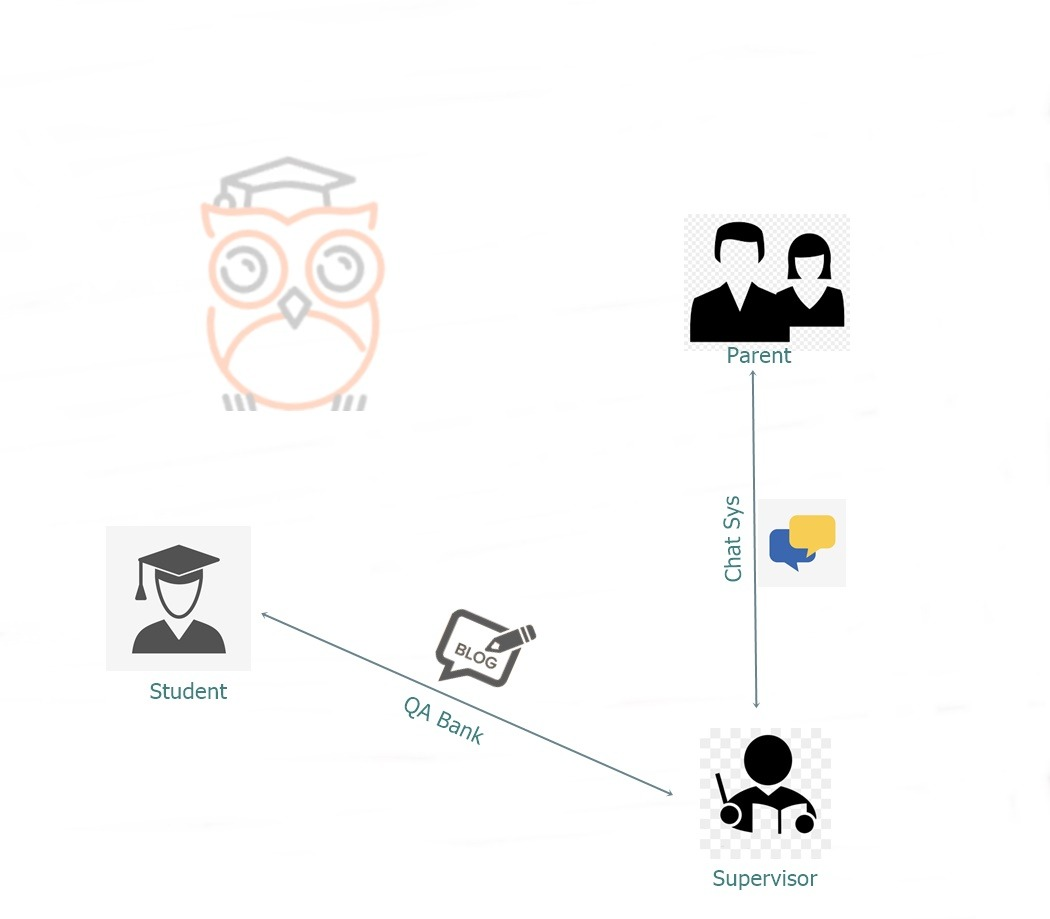 Parent
Chat Sys
BLOG
QA Bank
Student
Supervisor